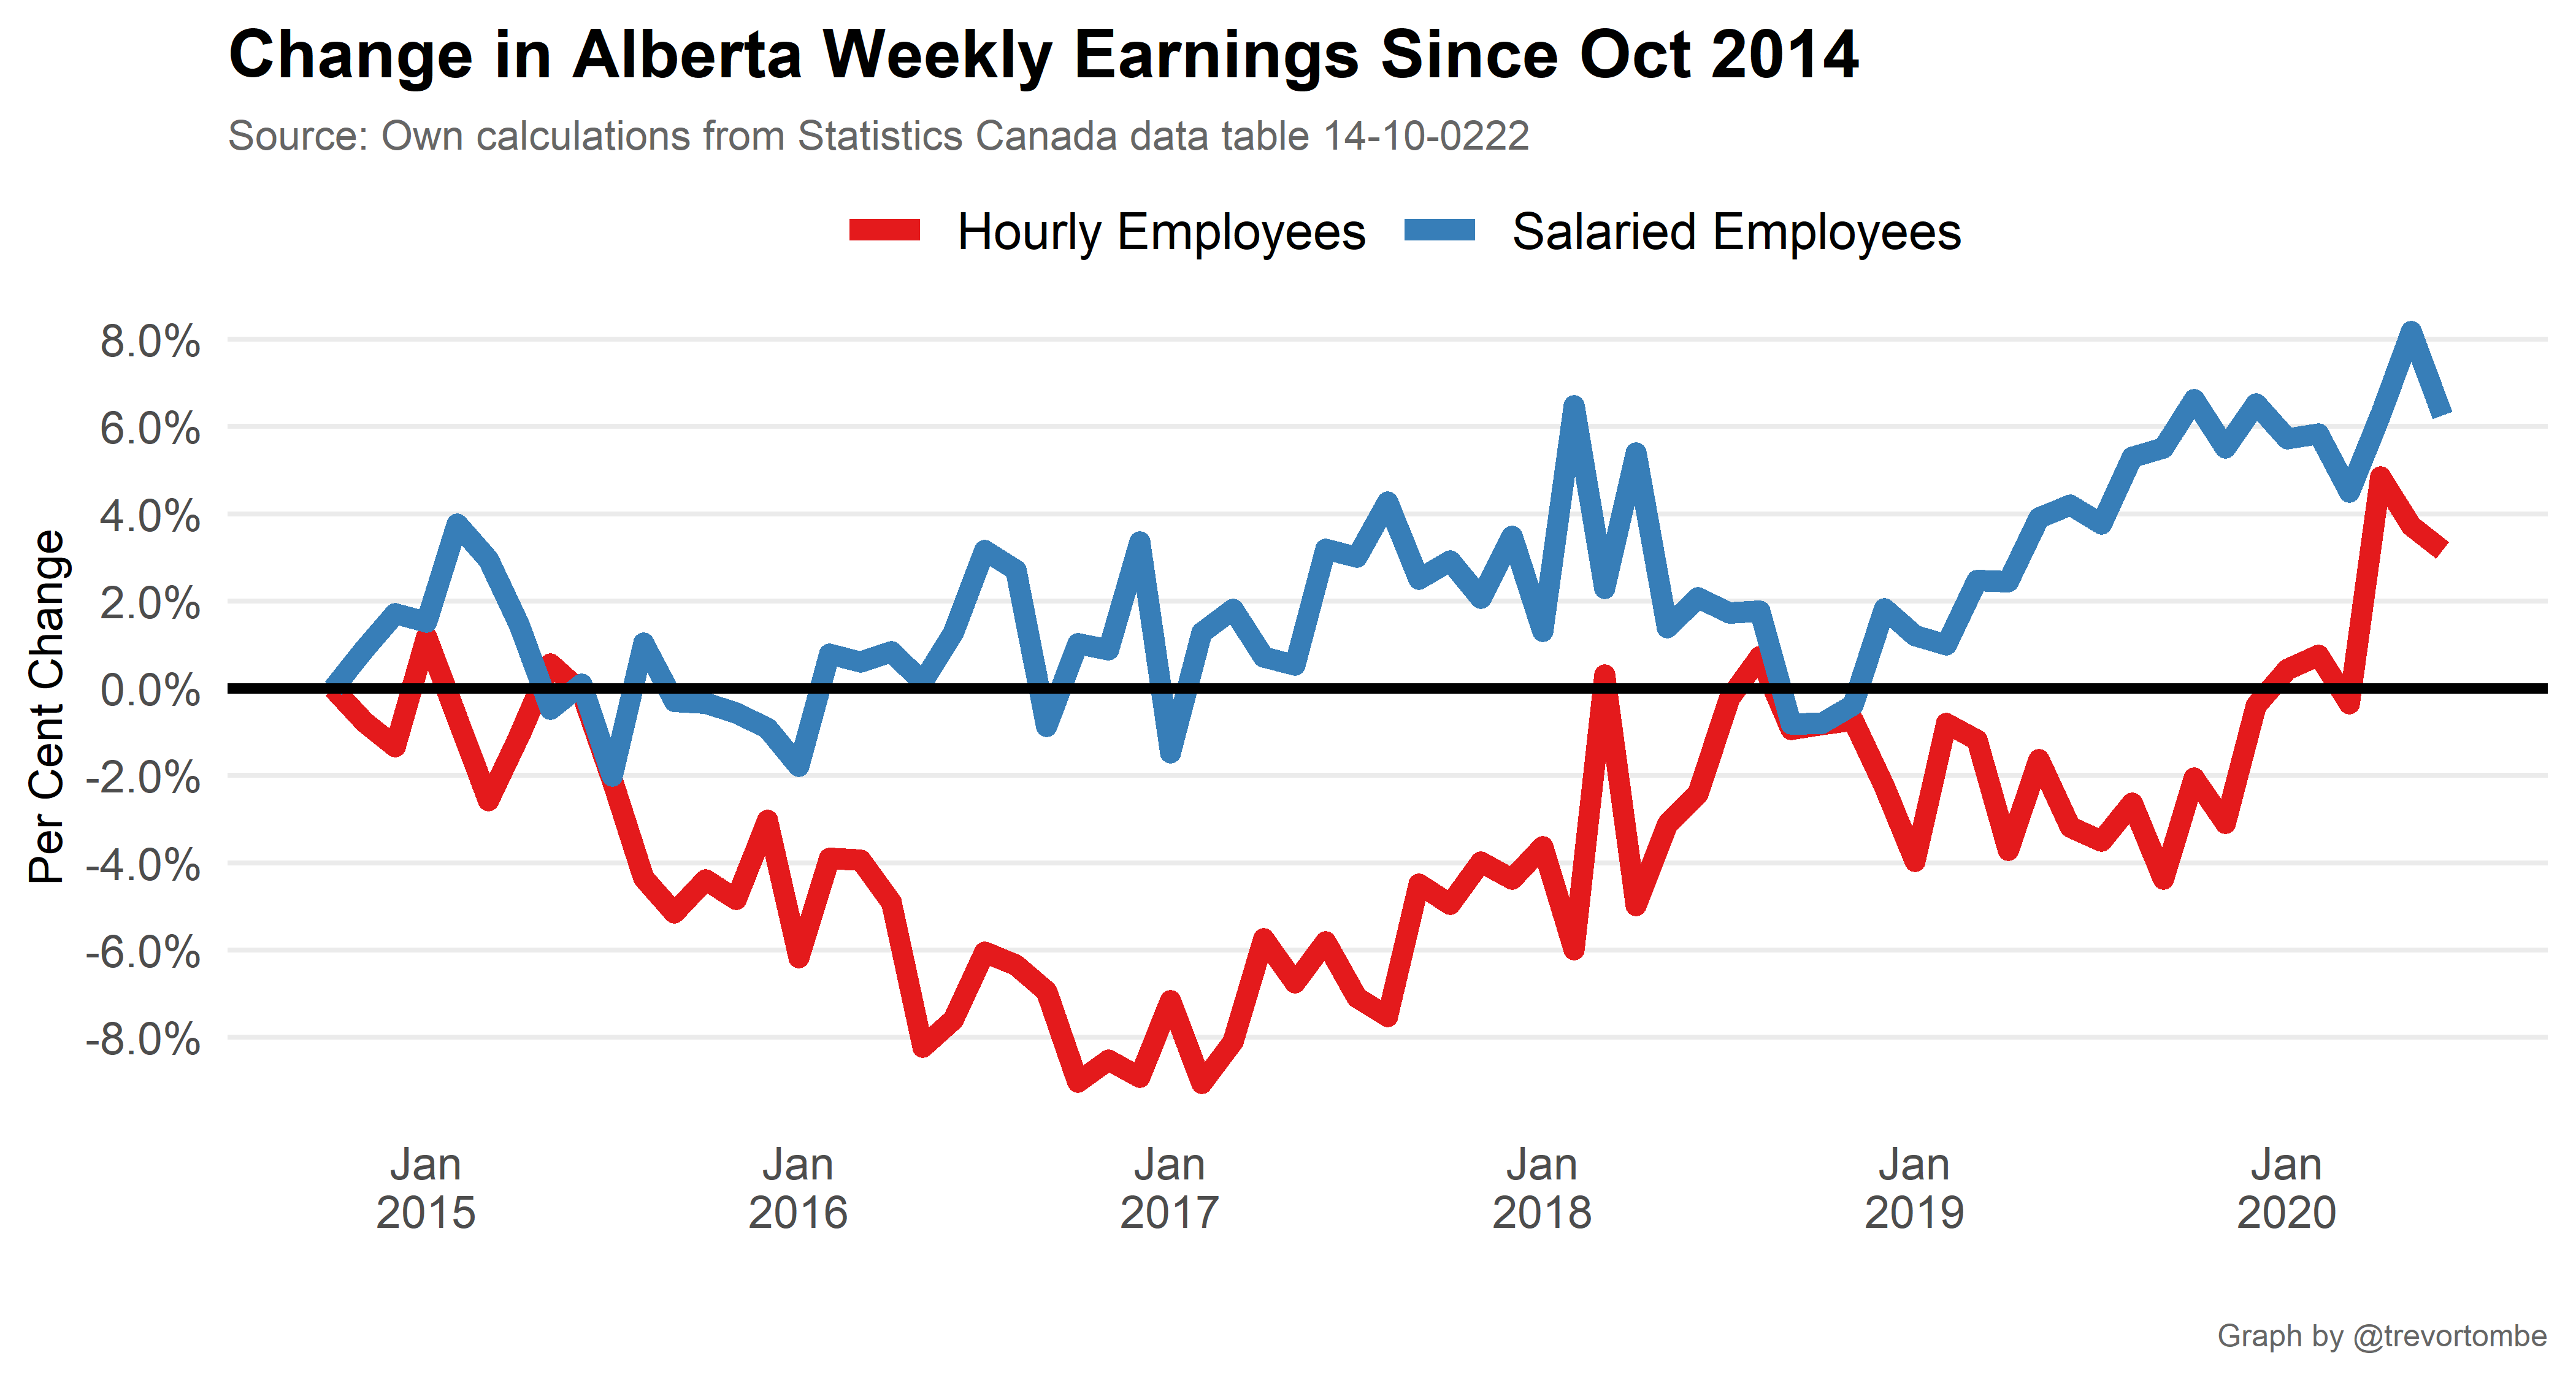 Change in Alberta Weekly Earnings Since Oct 2014
Source: Own calculations from Statistics Canada data table 14-10-0222
Hourly Employees Salaried Employees
Per Cent Change
8.0%
6.0%
4.0%
2.0%
0.0%
-2.0%
-4.0%
-6.0%
-8.0%
Jan Jan Jan Jan Jan Jan
2015 2016 2017 2018 2019 2020
Graph by @trevortombe